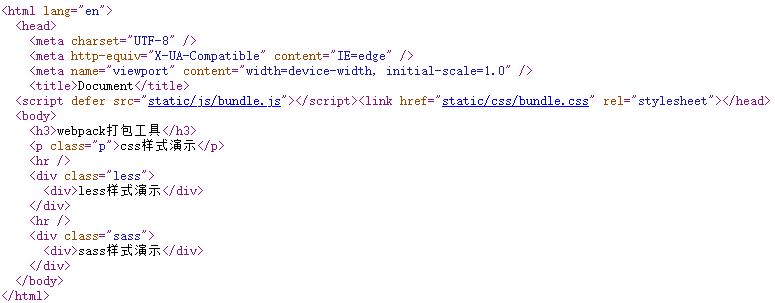 <html lang="en">
  <head>
    <meta charset="UTF-8" />
    <meta http-equiv="X-UA-Compatible" content="IE=edge" />
    <meta name="viewport" content="width=device-width, initial-scale=1.0" />
    <title>Document</title>
  <script defer src="static/js/bundle.js"></script><link href="static/css/bundle.css" rel="stylesheet"></head>
  <body>
    <h3>webpack打包工具</h3>
    <p class="p">css样式演示</p>
    <hr />
    <div class="less">
      <div>less样式演示</div>
    </div>
    <hr />
    <div class="sass">
      <div>sass样式演示</div>
    </div>
  </body>
</html>